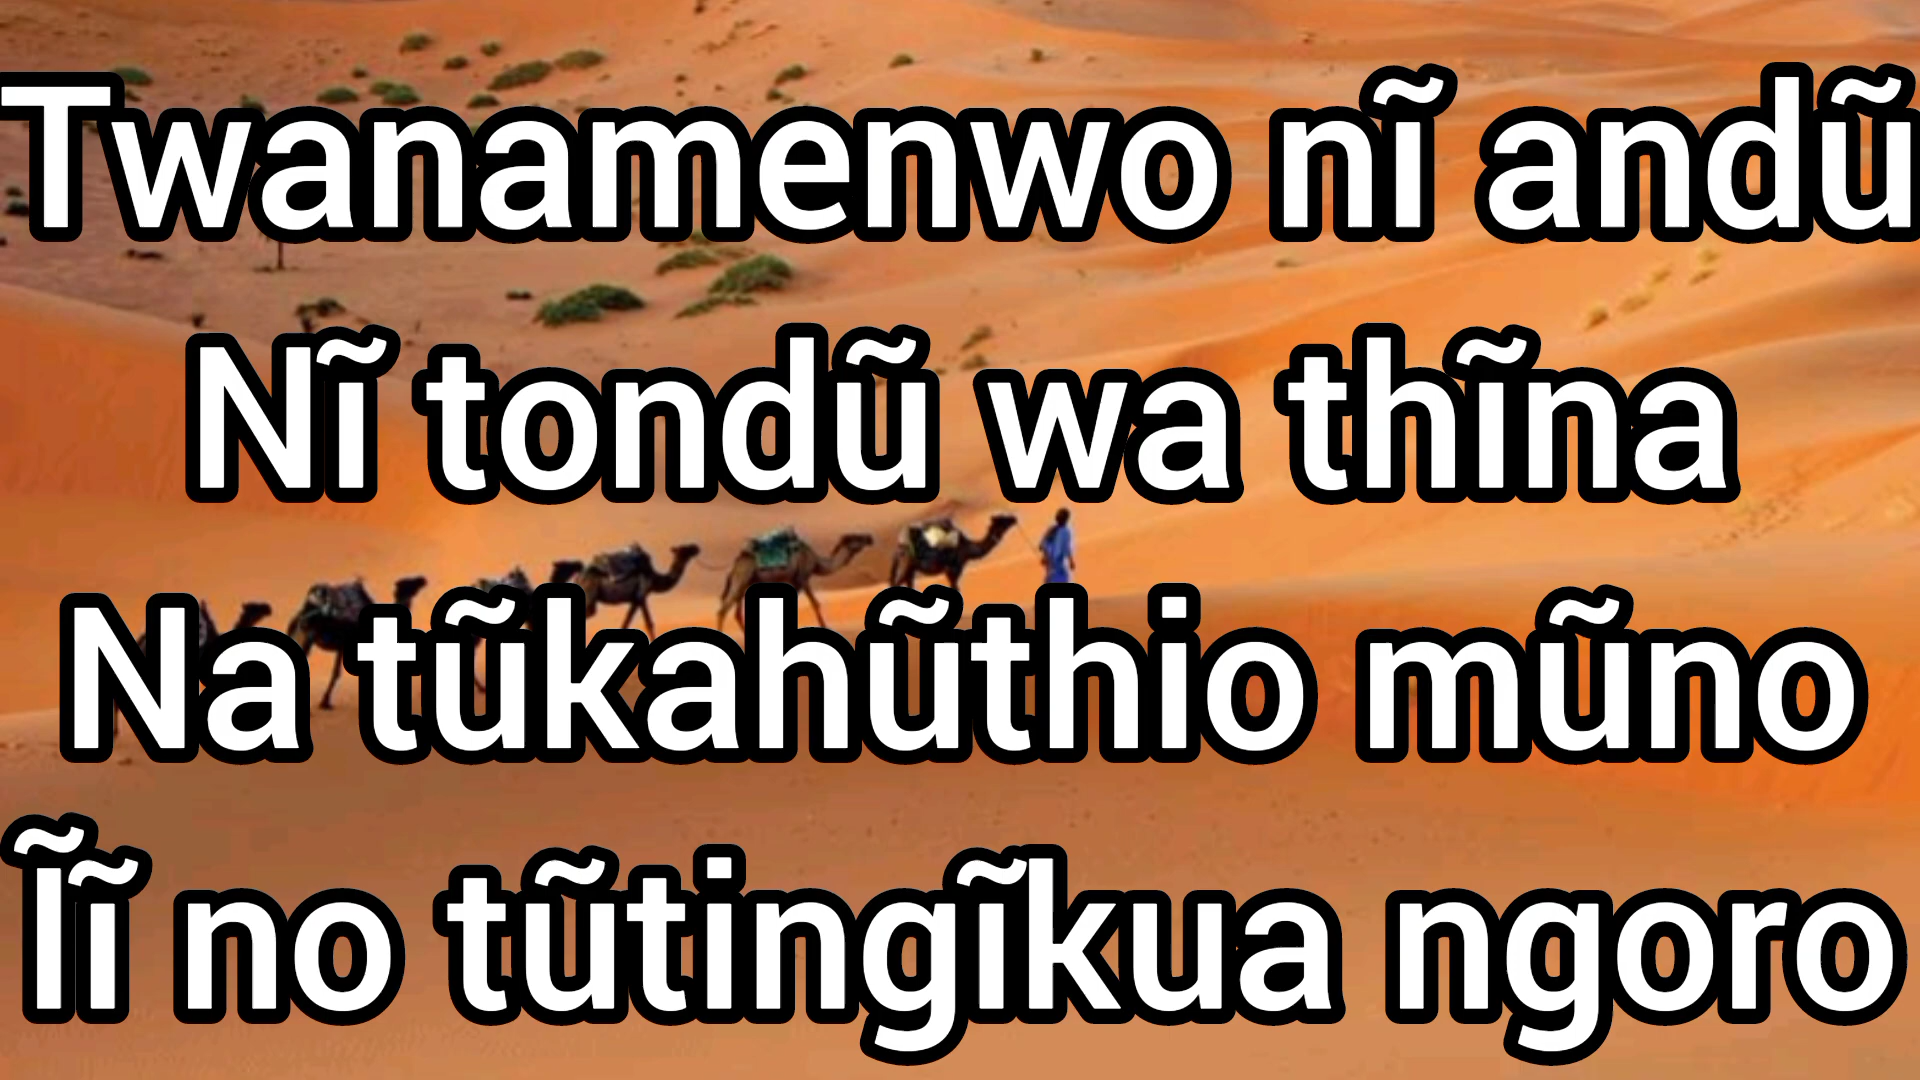 Twanamenwo nĩ andũ
Nĩ tondũ wa thĩna
Na tũkahũthio mũno
Ĩĩ no tũtingĩkua ngoro